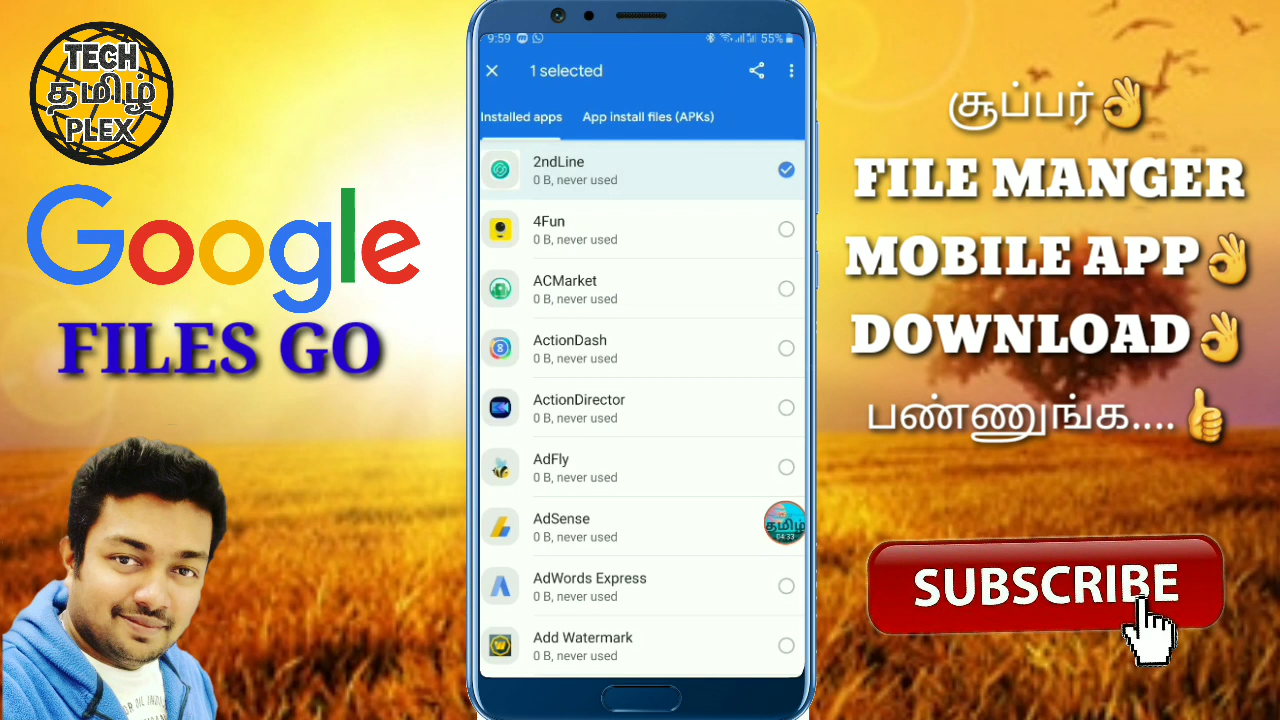 TECH
தமிழ்
PLEX
Google
FILES GO
9:59
55%
1 selected
Installed apps
App install files (APKs)
2ndLine
0 B, never used
4Fun
0 B, never used
ACMarket
0 B, never used
ActionDash
0 B, never used
ActionDirector
0 B, never used
AdFly
0 B, never used
AdSense
0 B, never used
தமிழ்
04:33
AdWords Express
0 B, never used
Add Watermark
0 B, never used
சூப்பர்👌
FILE MANGER
MOBILE APP👌
DOWNLOAD👌
பண்ணுங்க....👍
SUBSCRIBE